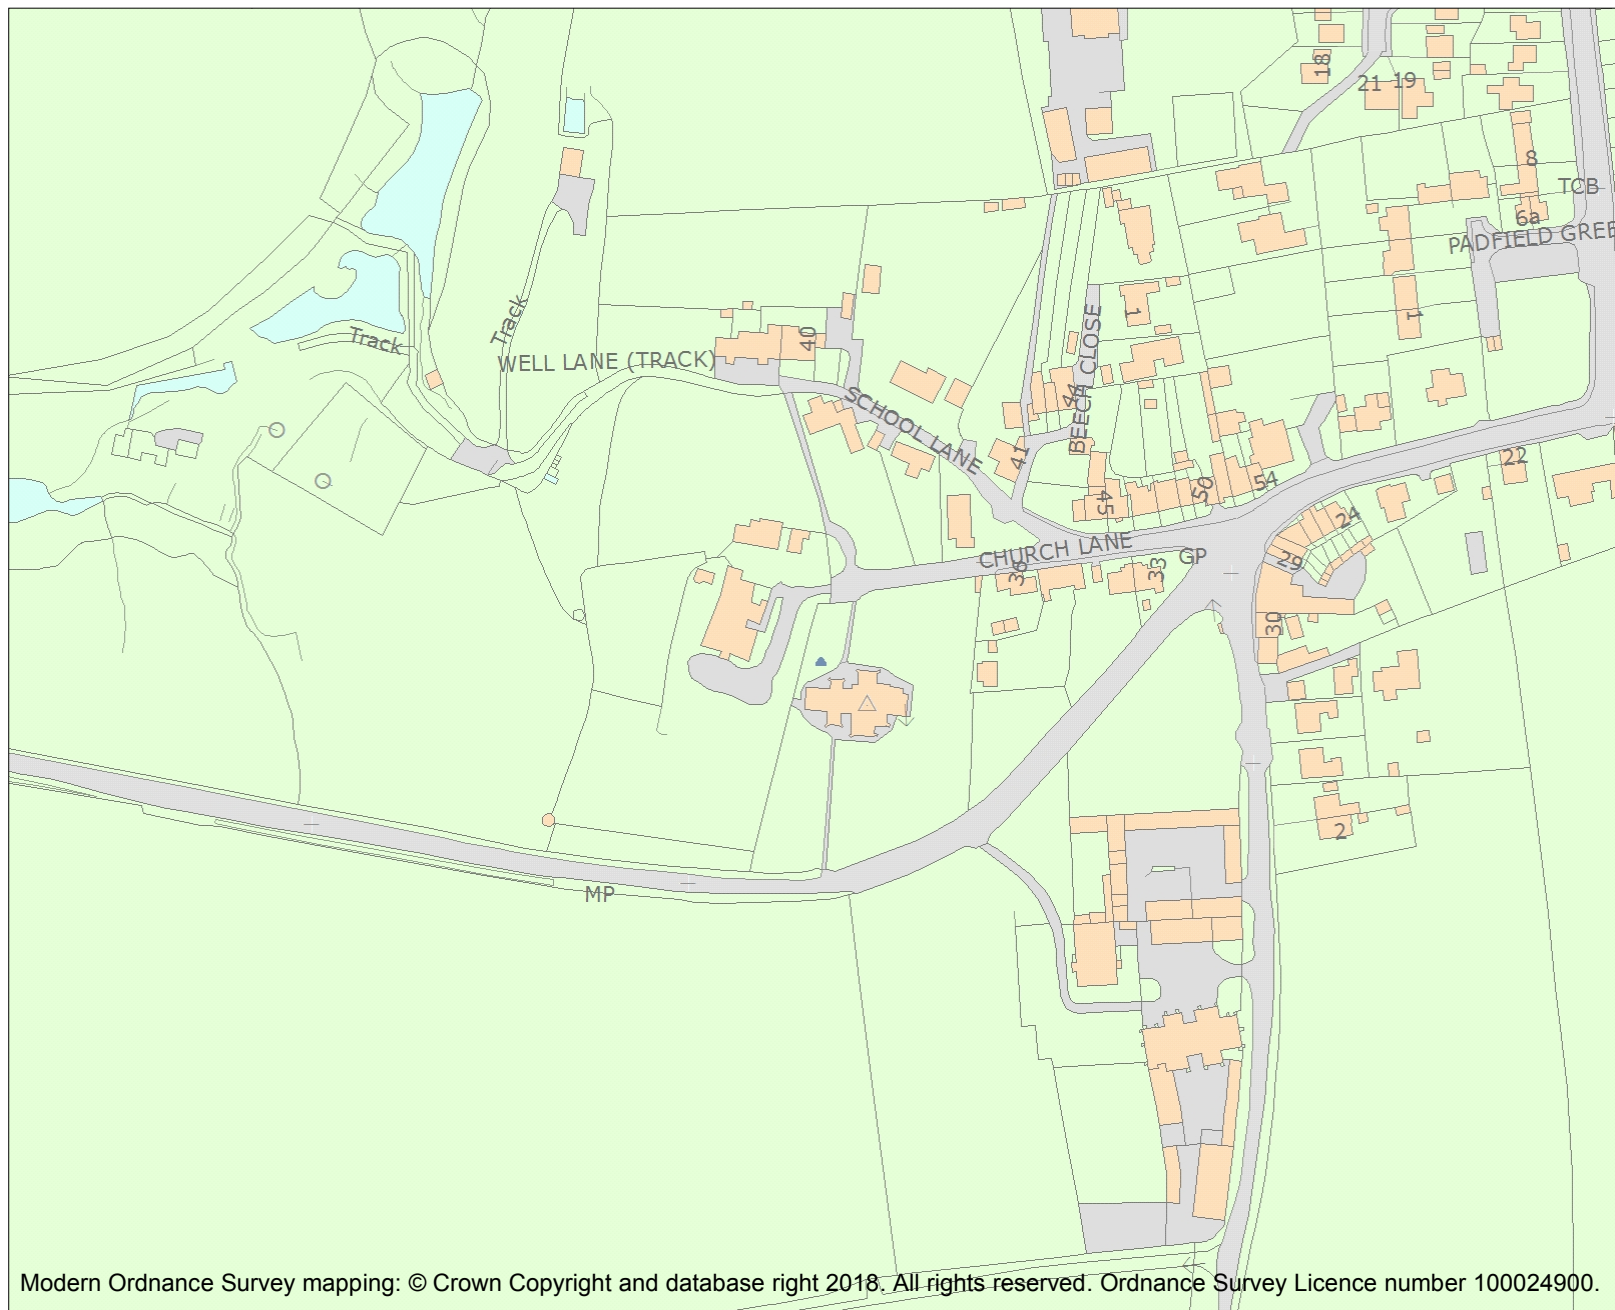 18
21 19
8
TCB
6a
PADFIELD GREE
1
1
Track
Track
40
WELL LANE (TRACK)
SCHOOL LANE
BEECH CLOSE
44
41
45
50
54
22
24
29
CHURCH LANE
GP
36
33
30
2
MP
Modern Ordnance Survey mapping: © Crown Copyright and database right 2018. All rights reserved. Ordnance Survey Licence number 100024900.